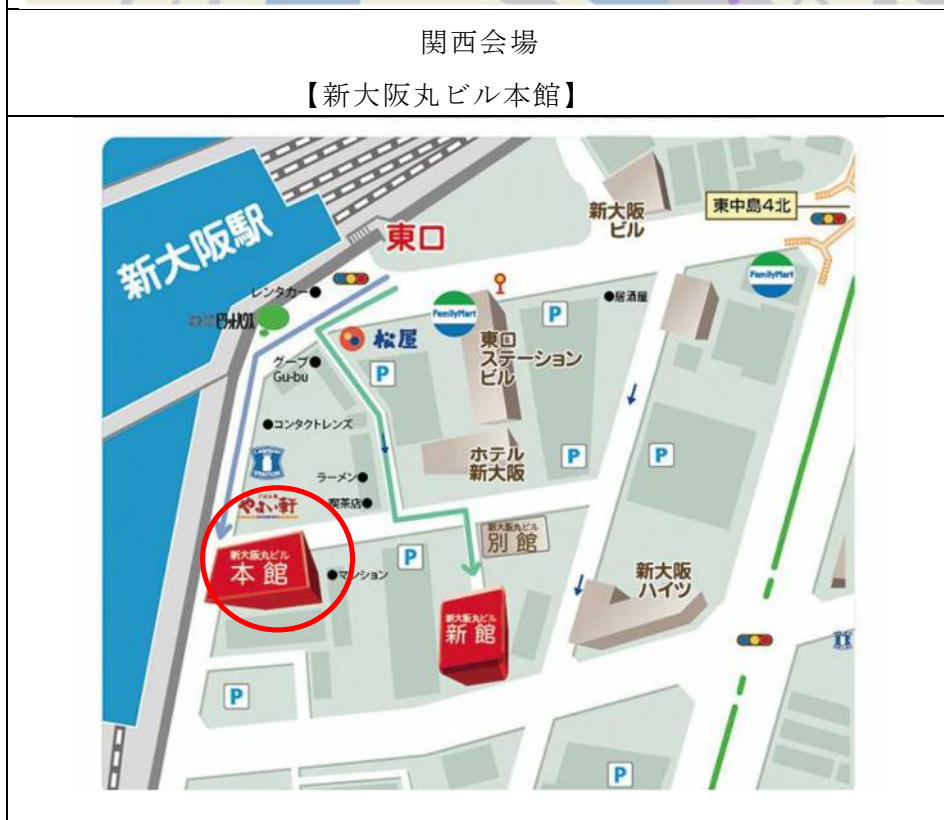 関西会場
【新大阪丸ビル本館】
新大阪駅
東口
新大阪
ビル
東中島4北
レンタカー
FamilyMart
居酒屋
FamilyMart
松屋
P
東口
ステーション
ビル
P
グーブ
Gu-bu
コンタクトレンズ
ホテル
新大阪
P
P
ラーメン
やよい軒
喫茶店
新大阪丸ビル
別館
新大阪丸ビル
本館
マンション
P
新大阪
ハイツ
新大阪丸ビル
新館
P
P